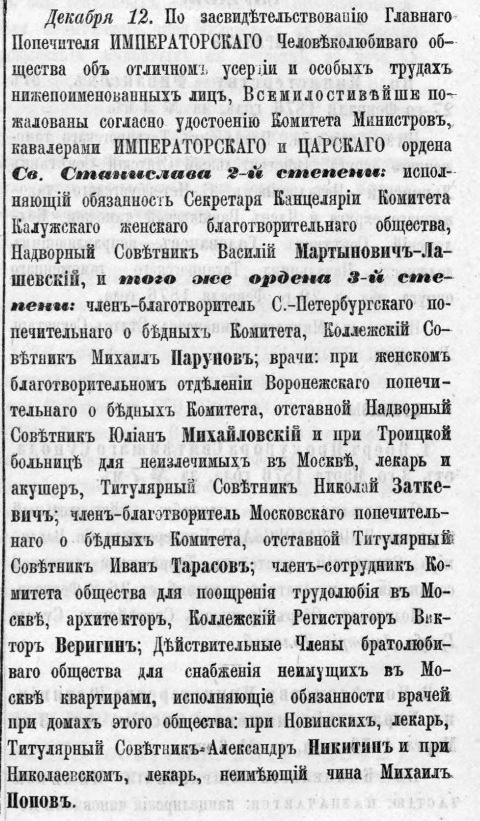 Декабря 12. По засвидѣтельствованію Главнаго
Попечителя ИМПЕРАТОРСКАГО Человѣколюбиваго об-
щества объ отличномъ усердіи и особыхъ трудахъ
нижепоименованныхъ лицъ, Всемилостивѣйше по-
жалованы согласно удостоенію Комитета Министровъ,
кавалерами ИМПЕРАТОРСКАГО и ЦАРСКАГО ордена
Св. Станислава 2-й степени: испол-
няющій обязанность Секретаря Канцеляріи Комитета
Калужскаго женскаго благотворительнаго общества,
Надворный Совѣтникъ Василій Мартыновичъ-Ла-
шевскій, и того же ордена 3-й сте-
пени: членъ-благотворитель С.-Петербургскаго по-
печительнаго о бѣдныхъ Комитета, Коллежскій Со-
вѣтникъ Михаилъ Паруновъ; врачи: при женскомъ
благотворительномъ отдѣленіи Воронежскаго попечи-
тельнаго о бѣдныхъ Комитета, отставной Надворный
Совѣтникъ Юліанъ Михайловскій и при Троицкой
больницѣ для неизлечимыхъ въ Москвѣ, лекарь и
акушеръ, Титулярный Совѣтникъ Николай Затке-
вичъ; членъ-благотворитель Московскаго попечитель-
наго о бѣдныхъ Комитета, отставной Титулярный
Совѣтникъ Иванъ Тарасовъ; членъ-сотрудникъ Ко-
митета общества для поощренія трудолюбія въ Мо-
сквѣ, архитекторъ, Коллежскій Регистраторъ Вик-
торъ Веригинъ; Дѣйствительные Члены братолюби-
ваго общества для снабженія неимущихъ въ Мо-
сквѣ квартирами, исполняющіе обязанности врачей
при домахъ этого общества: при Новинскихъ, лекарь,
Титулярный Совѣтникъ Александръ Никитинъ и при
Николаевскомъ, лекарь, неимѣющій чина Михаилъ
Поповъ.